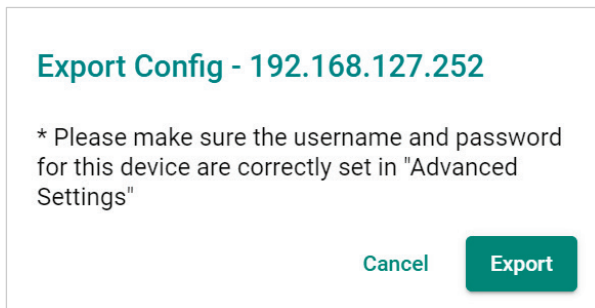 Export Config - 192.168.127.252
* Please make sure the username and password
for this device are correctly set in "Advanced
Settings"
Cancel
Export